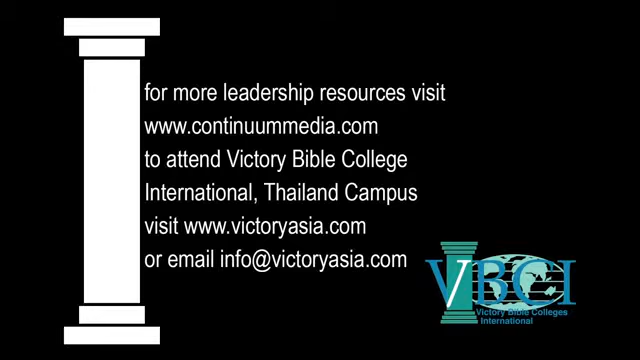 for more leadership resources visit
www.continuummedia.com
to attend Victory Bible College
International, Thailand Campus
visit www.victoryasia.com
or email info@victoryasia.com
VBCI
Victory Bible Colleges
International